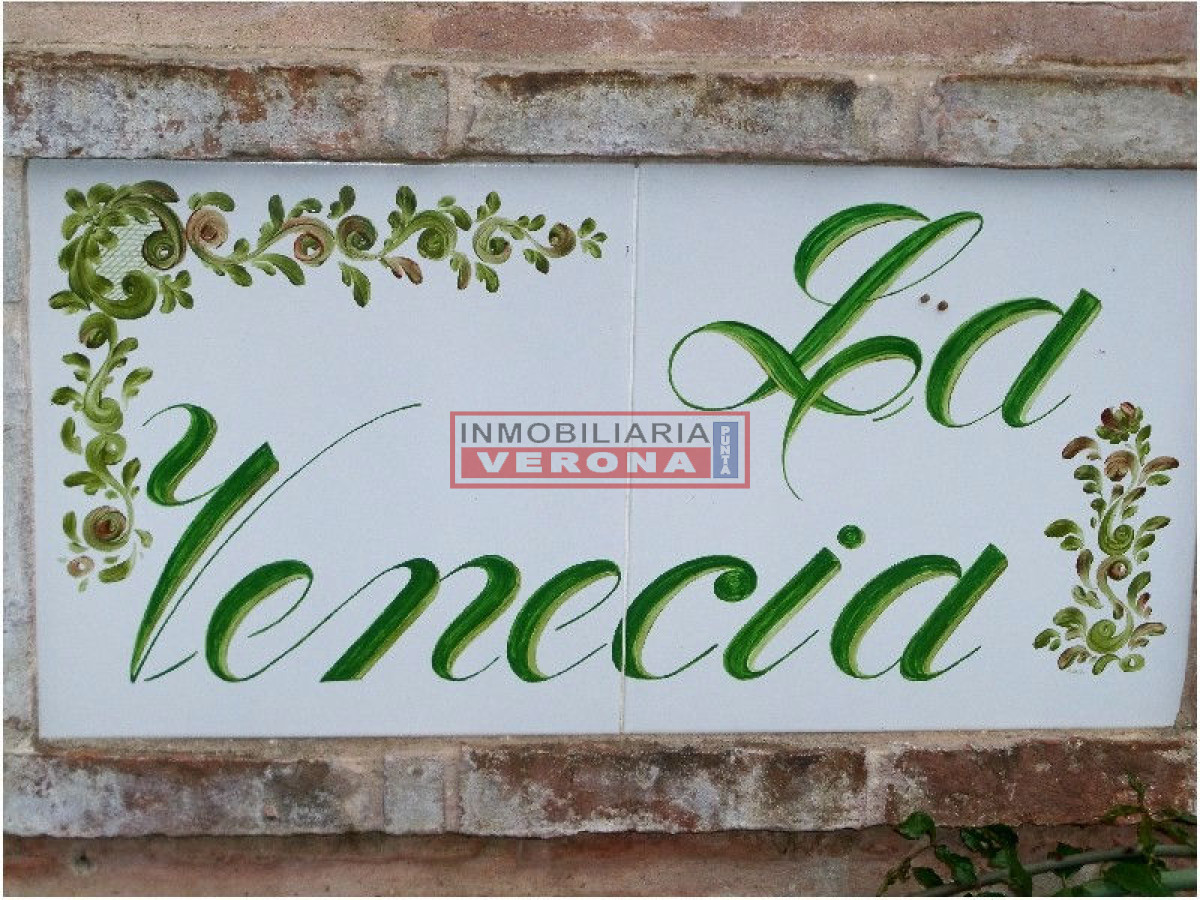 La
Venecia
INMOBILIARIA
VERONA
PUNTA